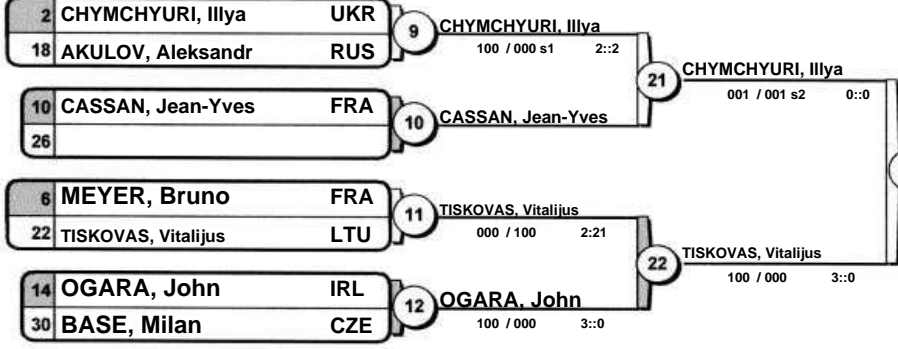 2 CHYMCHYURI, Illya UKR
18 AKULOV, Aleksandr RUS
9
CHYMCHYURI, Illya
100 / 000 s1 2::2
10 CASSAN, Jean-Yves FRA
26
10
CASSAN, Jean-Yves
21
CHYMCHYURI, Illya
001 / 001 s2 0::0
6 MEYER, Bruno FRA
22 TISKOVAS, Vitalijus LTU
11
TISKOVAS, Vitalijus
000 / 100 2:21
14 OGARA, John IRL
30 BASE, Milan CZE
12
OGARA, John
100 / 000 3::0
22
TISKOVAS, Vitalijus
100 / 000 3::0